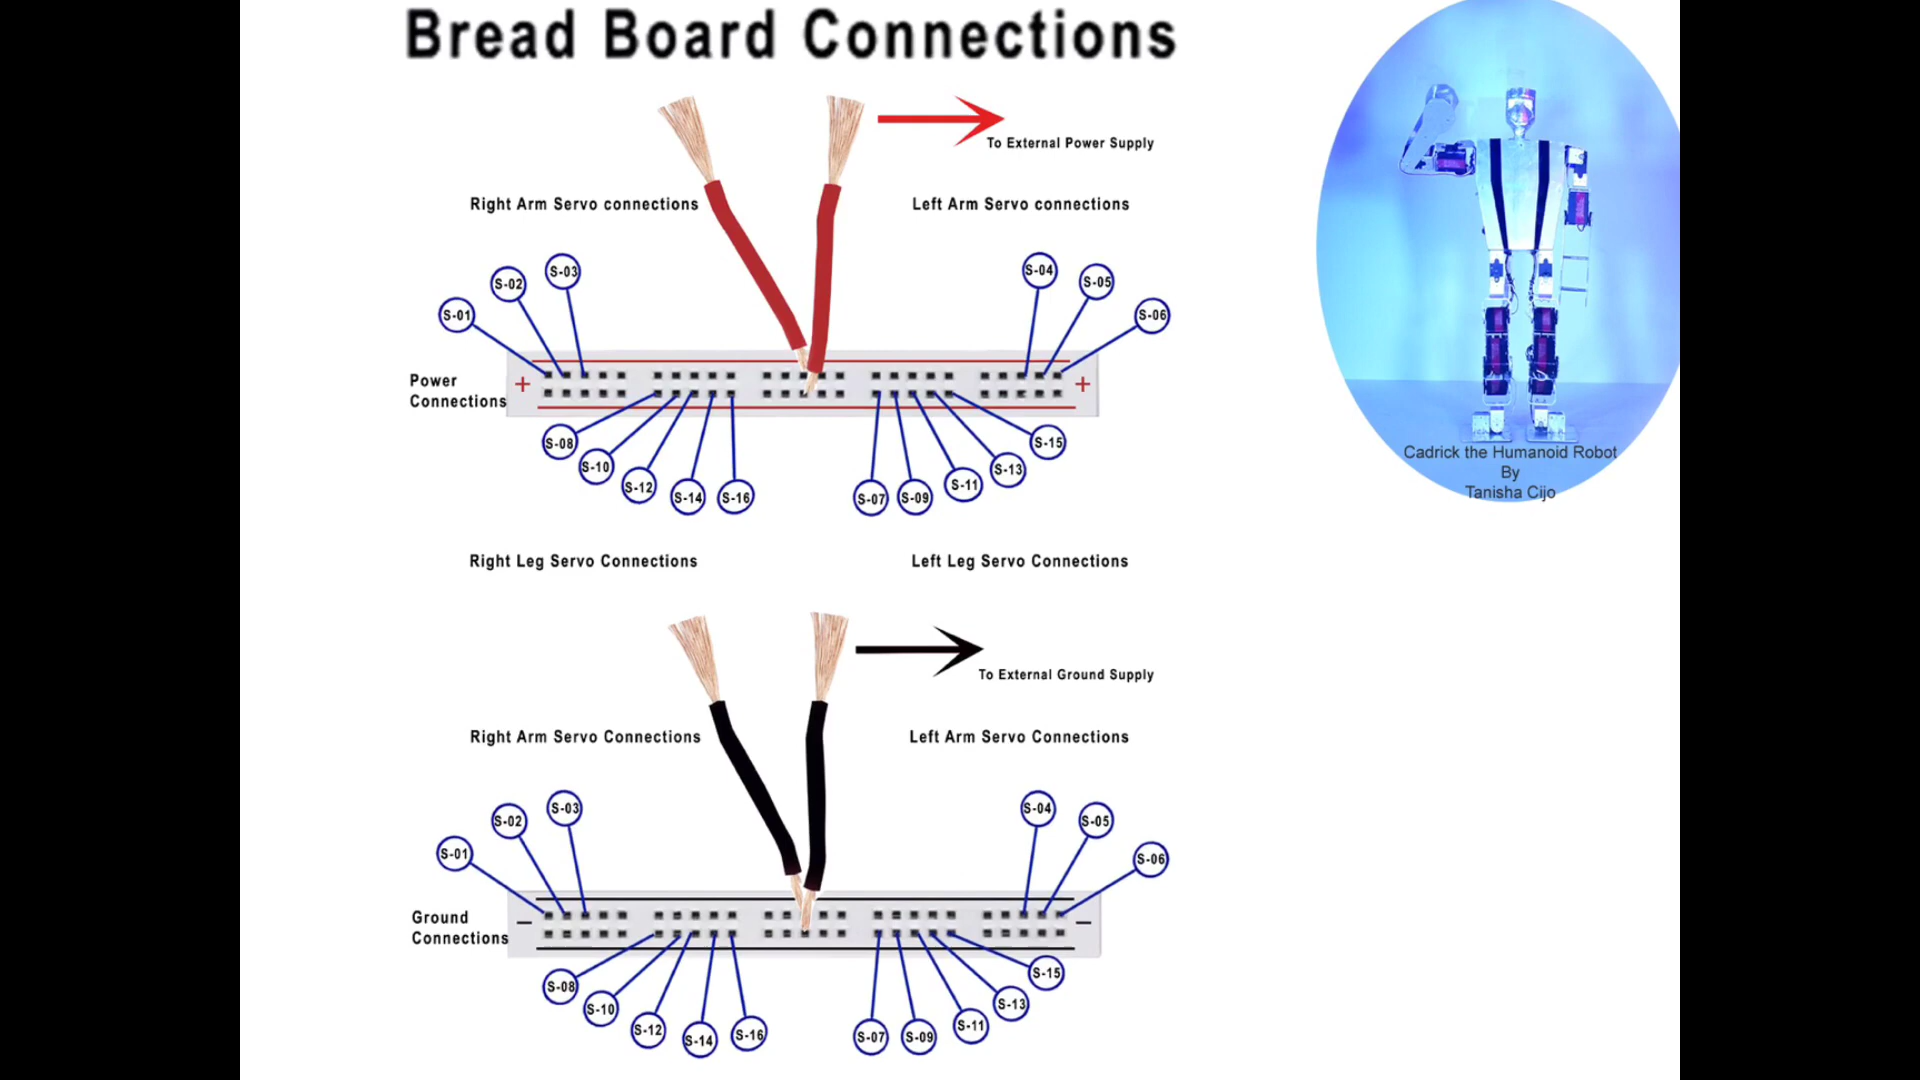 Bread Board Connections
To External Power Supply
Right Arm Servo connections
Left Arm Servo connections
S-01
S-02
S-03
S-04
S-05
S-06
Power
Connections
+
+
S-08
S-10
S-12
S-14
S-16
S-07
S-09
S-11
S-13
S-15
Right Leg Servo Connections
Left Leg Servo Connections
Cadrick the Humanoid Robot
By
Tanisha Cijo
To External Ground Supply
Right Arm Servo Connections
Left Arm Servo Connections
S-01
S-02
S-03
S-04
S-05
S-06
Ground
Connections
−
−
S-08
S-10
S-12
S-14
S-16
S-07
S-09
S-11
S-13
S-15